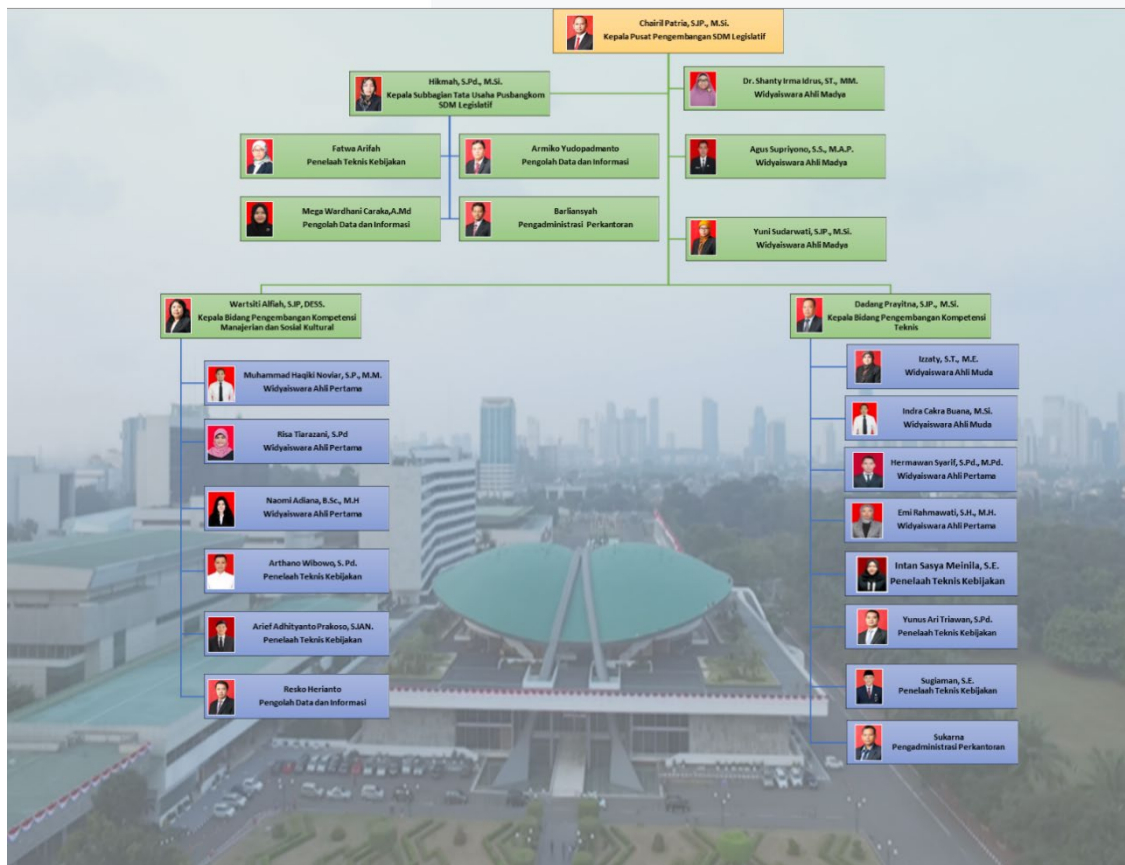 Chairil Patria, S.IP., M.Si.
Kepala Pusat Pengembangan SDM Legislatif
Hikmah, S.Pd., M.Si.
Kepala Subbagian Tata Usaha Pusbangkom
SDM Legislatif
Dr. Shanty Irma Idrus, ST., MM.
Widyaiswara Ahli Madya
Fatwa Arifah
Penelaah Teknis Kebijakan
Armiko Yudopadmanto
Pengolah Data dan Informasi
Agus Supriyono, S.S., M.A.P.
Widyaiswara Ahli Madya
Mega Wardhani Caraka,A.Md
Pengolah Data dan Informasi
Barliansyah
Pengadministrasi Perkantoran
Yuni Sudarwati, S.IP., M.Si.
Widyaiswara Ahli Madya
Wartsiti Alfiah, S.IP, DESS.
Kepala Bidang Pengembangan Kompetensi
Manajerian dan Sosial Kultural
Muhammad Haqiki Noviar, S.P., M.M.
Widyaiswara Ahli Pertama
Risa Tiarazani, S.Pd
Widyaiswara Ahli Pertama
Naomi Adiana, B.Sc., M.H
Widyaiswara Ahli Pertama
Arthano Wibowo, S. Pd.
Penelaah Teknis Kebijakan
Arief Adhityanto Prakoso, S.IAN.
Penelaah Teknis Kebijakan
Resko Herianto
Pengolah Data dan Informasi
Dadang Prayitna, S.IP., M.Si.
Kepala Bidang Pengembangan Kompetensi
Teknis
Izzaty, S.T., M.E.
Widyaiswara Ahli Muda
Indra Cakra Buana, M.Si.
Widyaiswara Ahli Muda
Hermawan Syarif, S.Pd., M.Pd.
Widyaiswara Ahli Pertama
Emi Rahmawati, S.H., M.H.
Widyaiswara Ahli Pertama
Intan Sasya Meinila, S.E.
Penelaah Teknis Kebijakan
Yunus Ari Triawan, S.Pd.
Penelaah Teknis Kebijakan
Sugiaman, S.E.
Penelaah Teknis Kebijakan
Sukarna
Pengadministrasi Perkantoran